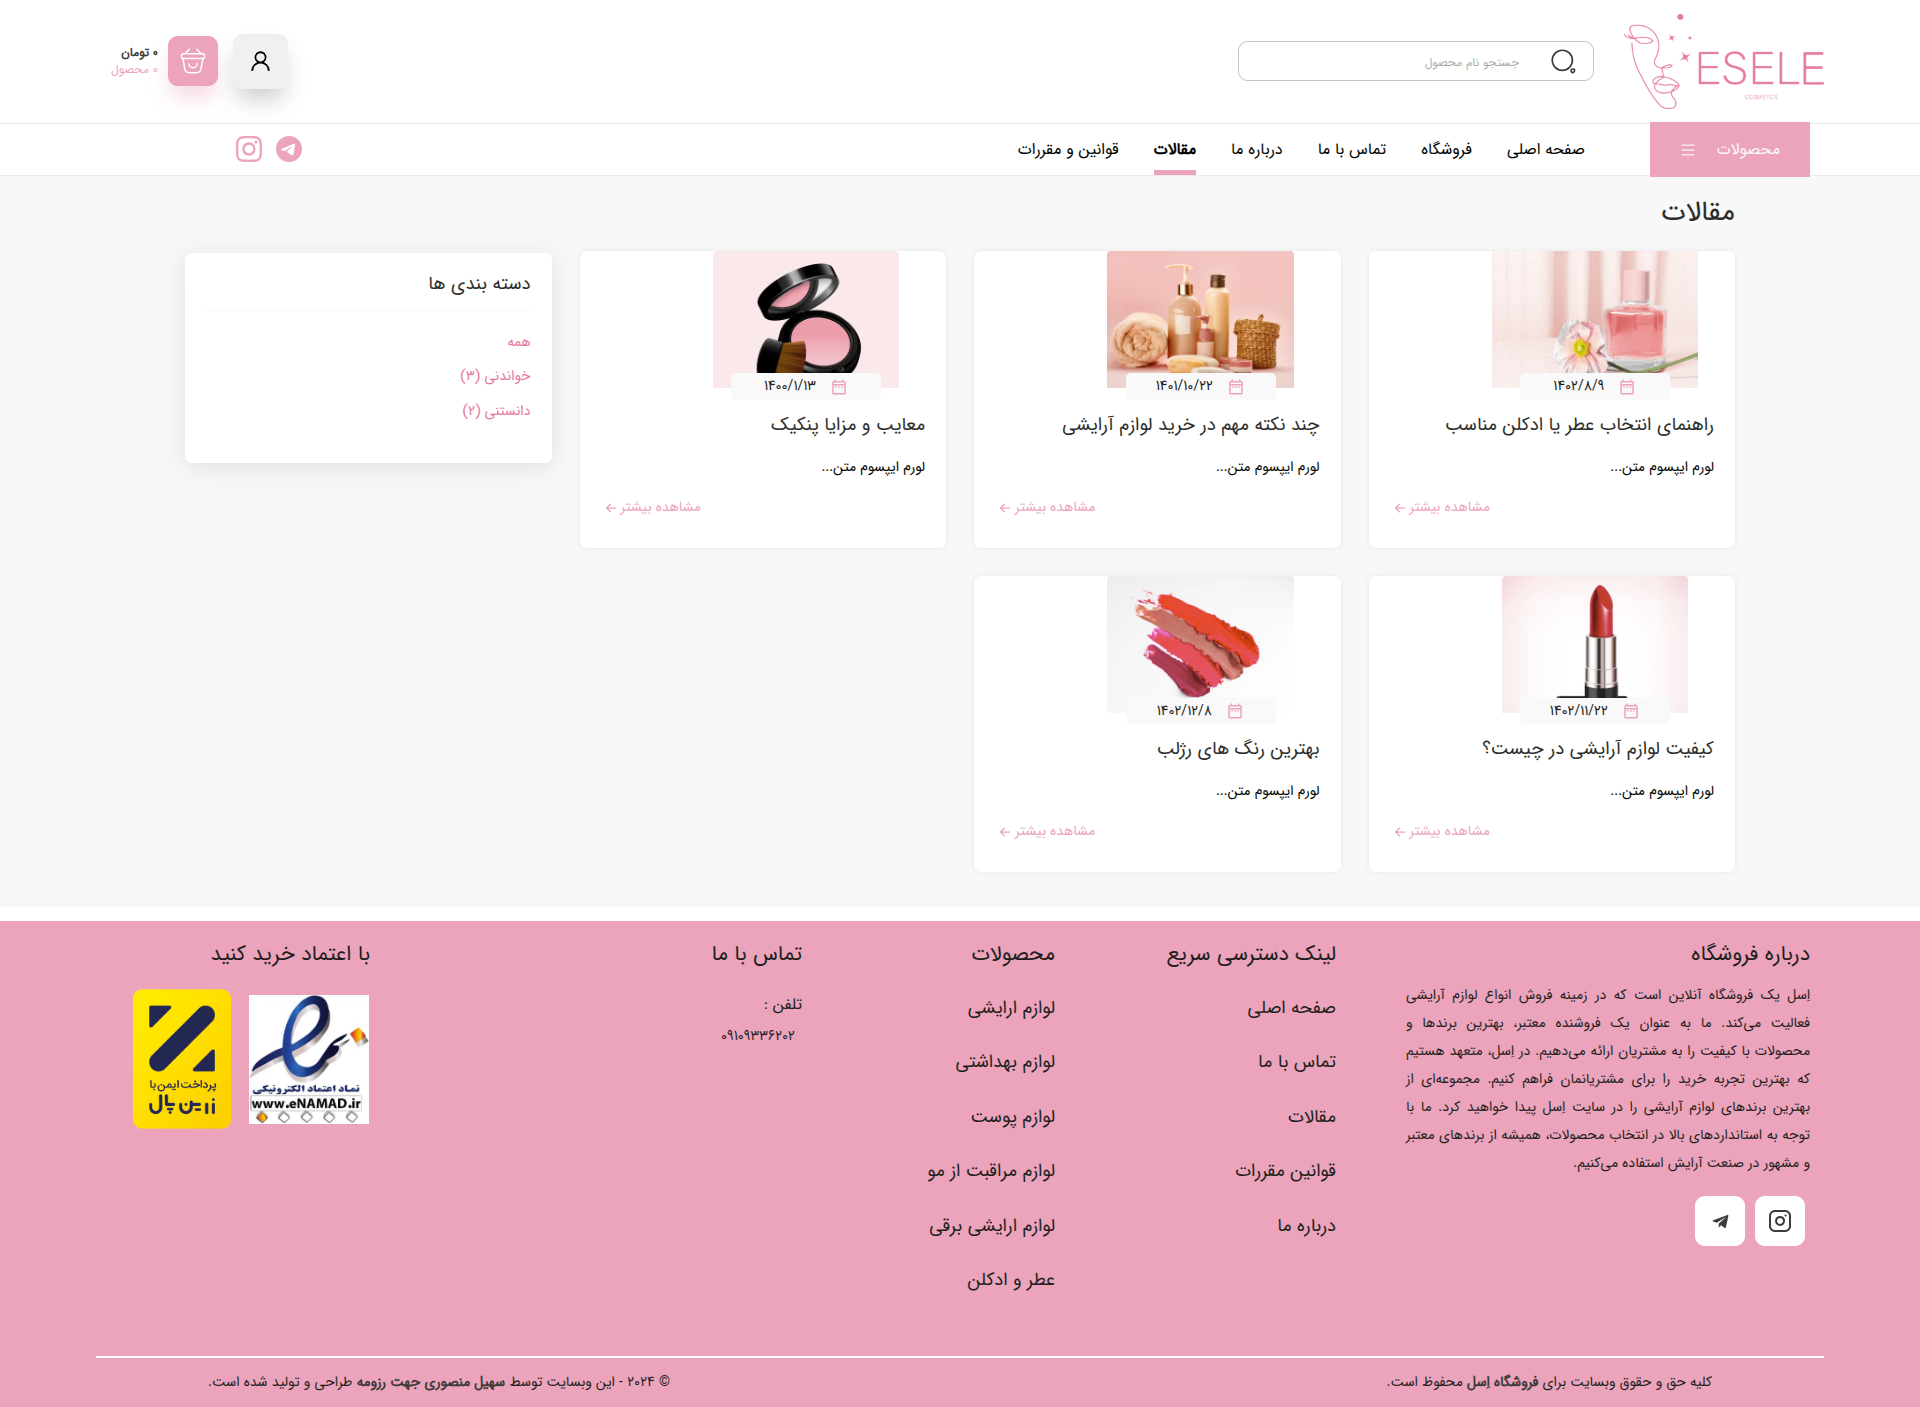 ESELE
COSMETICS
جستجو نام محصول
۰ تومان
۰ محصول
محصولات
صفحه اصلی
فروشگاه
تماس با ما
درباره ما
مقالات
قوانین و مقررات
مقالات
۱۴۰۲/۸/۹
راهنمای انتخاب عطر یا ادکلن مناسب
لورم ایپسوم متن...
مشاهده بیشتر
۱۴۰۱/۱۰/۲۲
چند نکته مهم در خرید لوازم آرایشی
لورم ایپسوم متن...
مشاهده بیشتر
۱۴۰۰/۱/۱۳
معایب و مزایا پنکیک
لورم ایپسوم متن...
مشاهده بیشتر
دسته بندی ها
همه
خواندنی (۳)
دانستنی (۲)
۱۴۰۲/۱۱/۲۲
کیفیت لوازم آرایشی در چیست؟
لورم ایپسوم متن...
مشاهده بیشتر
۱۴۰۲/۱۲/۸
بهترین رنگ های رژلب
لورم ایپسوم متن...
مشاهده بیشتر
درباره فروشگاه
اِسل یک فروشگاه آنلاین است که در زمینه فروش انواع لوازم آرایشی
فعالیت می‌کند. ما به عنوان یک فروشنده معتبر، بهترین برندها و
محصولات با کیفیت را به مشتریان ارائه می‌دهیم. در اِسل، متعهد هستیم
که بهترین تجربه خرید را برای مشتریانمان فراهم کنیم. مجموعه‌ای از
بهترین برندهای لوازم آرایشی را در سایت اِسل پیدا خواهید کرد. ما با
توجه به استانداردهای بالا در انتخاب محصولات، همیشه از برندهای معتبر
و مشهور در صنعت آرایش استفاده می‌کنیم.
لینک دسترسی سریع
صفحه اصلی
تماس با ما
مقالات
قوانین مقررات
درباره ما
محصولات
لوازم ارایشی
لوازم بهداشتی
لوازم پوست
لوازم مراقبت از مو
لوازم ارایشی برقی
عطر و ادکلن
تماس با ما
تلفن :
۰۹۱۰۹۳۳۶۲۰۲
با اعتماد خرید کنید
نماد اعتماد الکترونیکی
www.eNAMAD.ir
پرداخت ایمن با
زرین پال
کلیه حق و حقوق وبسایت برای فروشگاه اِسل محفوظ است.
© ۲۰۲۴ - این وبسایت توسط سهیل منصوری جهت رزومه طراحی و تولید شده است.